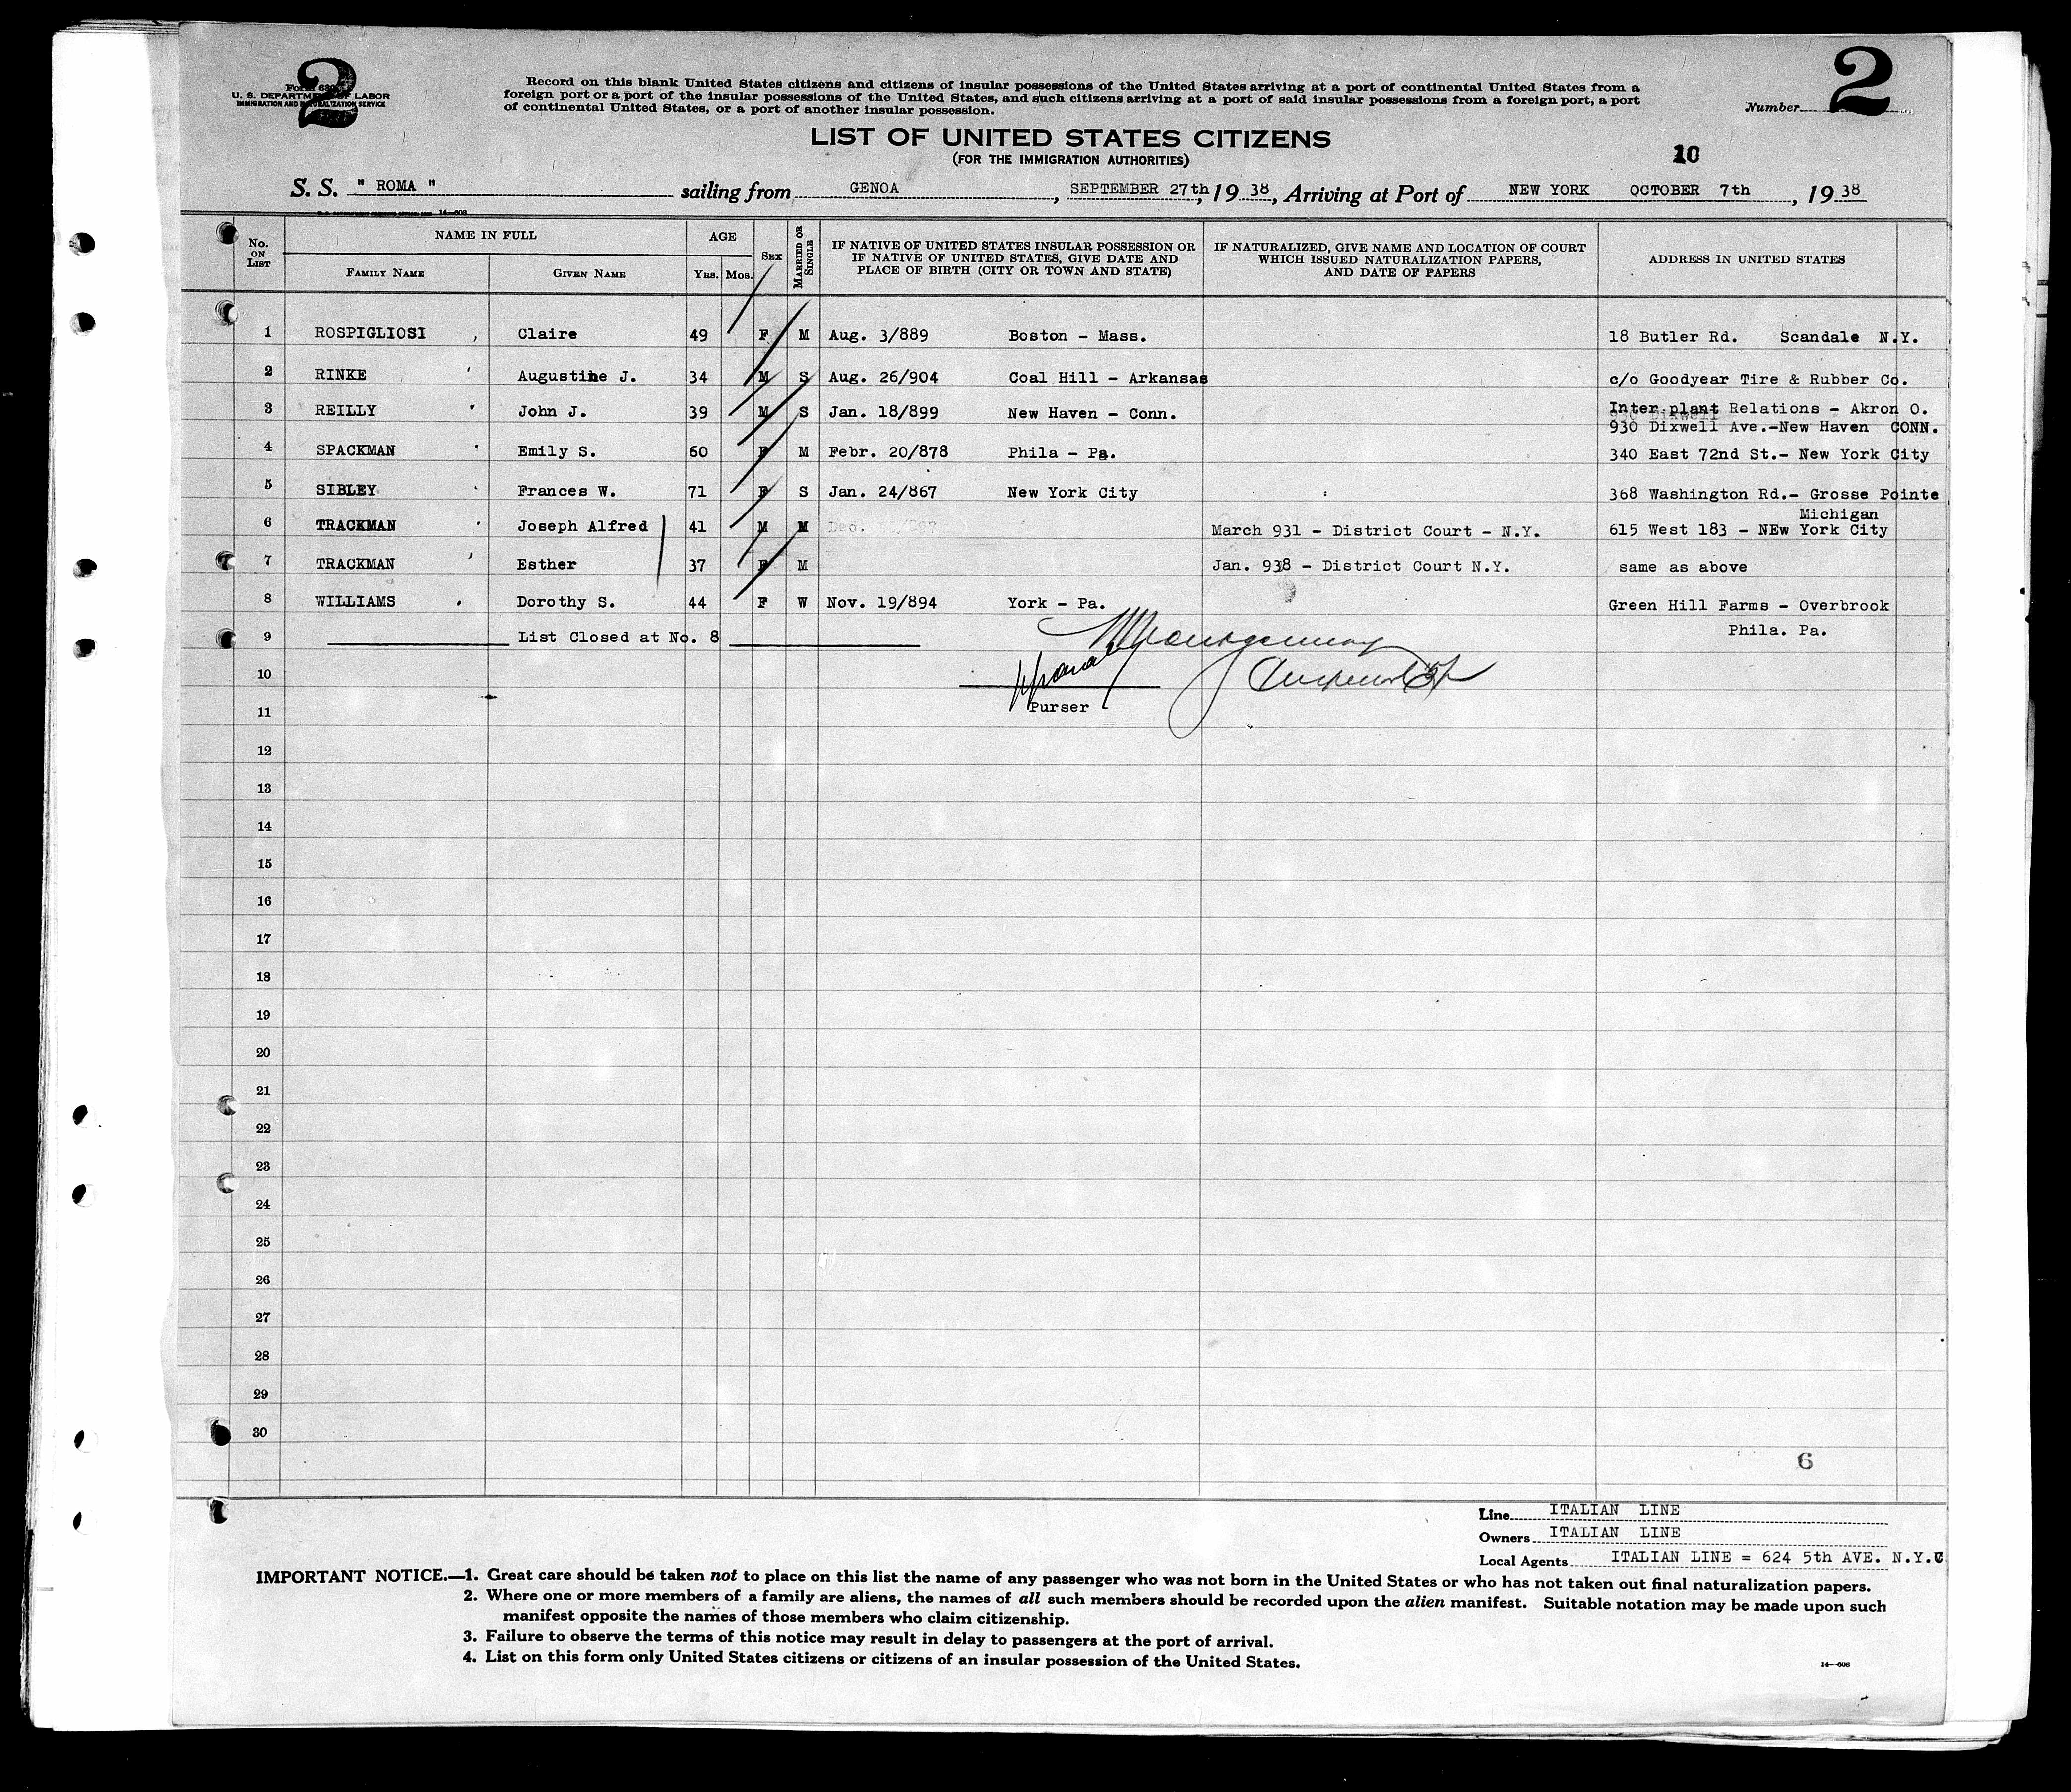 2
2
Form 630
U. S. DEPARTMENT OF LABOR
IMMIGRATION AND NATURALIZATION SERVICE
Record on this blank United States citizens and citizens of insular possessions of the United States arriving at a port of continental United States from a
foreign port or a port of the insular possessions of the United States, and such citizens arriving at a port of said insular possessions from a foreign port, a port
of continental United States, or a port of another insular possession.
Number
LIST OF UNITED STATES CITIZENS
(FOR THE IMMIGRATION AUTHORITIES)
10
S. S. " ROMA " sailing from GENOA, SEPTEMBER 27th, 19 38, Arriving at Port of NEW YORK OCTOBER 7th, 19 38
No. ON LIST NAME IN FULL AGE SEX MARRIED OR SINGLE IF NATIVE OF UNITED STATES INSULAR POSSESSION OR IF NATIVE OF UNITED STATES, GIVE DATE AND PLACE OF BIRTH (CITY OR TOWN AND STATE) IF NATURALIZED, GIVE NAME AND LOCATION OF COURT WHICH ISSUED NATURALIZATION PAPERS, AND DATE OF PAPERS ADDRESS IN UNITED STATES
FAMILY NAME GIVEN NAME YRS. MOS.
1 ROSPIGLIOSI , Claire 49 F M Aug. 3/889 Boston - Mass. 18 Butler Rd. Scandale N.Y.
2 RINKE ' Augustine J. 34 M S Aug. 26/904 Coal Hill - Arkansas c/o Goodyear Tire & Rubber Co.
Inter plant Relations - Akron O.
3 REILLY ' John J. 39 M S Jan. 18/899 New Haven - Conn. 930 Dixwell Ave.-New Haven CONN.
4 SPACKMAN ' Emily S. 60 F M Febr. 20/878 Phila - Pa. 340 East 72nd St.- New York City
5 SIBLEY ' Frances W. 71 F S Jan. 24/867 New York City 368 Washington Rd.- Grosse Pointe
Michigan
6 TRACKMAN ' Joseph Alfred 41 M M March 931 - District Court - N.Y. 615 West 183 - NEw York City
7 TRACKMAN ' Esther 37 F M Jan. 938 - District Court N.Y. same as above
8 WILLIAMS . Dorothy S. 44 F W Nov. 19/894 York - Pa. Green Hill Farms - Overbrook
Phila. Pa.
9 List Closed at No. 8
Montgomery
10
11 Purser
12
13
14
15
16
17
18
19
20
21
22
23
24
25
26
27
28
29
30
6
Line ITALIAN LINE
Owners ITALIAN LINE
Local Agents ITALIAN LINE = 624 5th AVE. N.Y.C
IMPORTANT NOTICE.—1. Great care should be taken not to place on this list the name of any passenger who was not born in the United States or who has not taken out final naturalization papers.
2. Where one or more members of a family are aliens, the names of all such members should be recorded upon the alien manifest. Suitable notation may be made upon such
manifest opposite the names of those members who claim citizenship.
3. Failure to observe the terms of this notice may result in delay to passengers at the port of arrival.
4. List on this form only United States citizens or citizens of an insular possession of the United States.
14—608